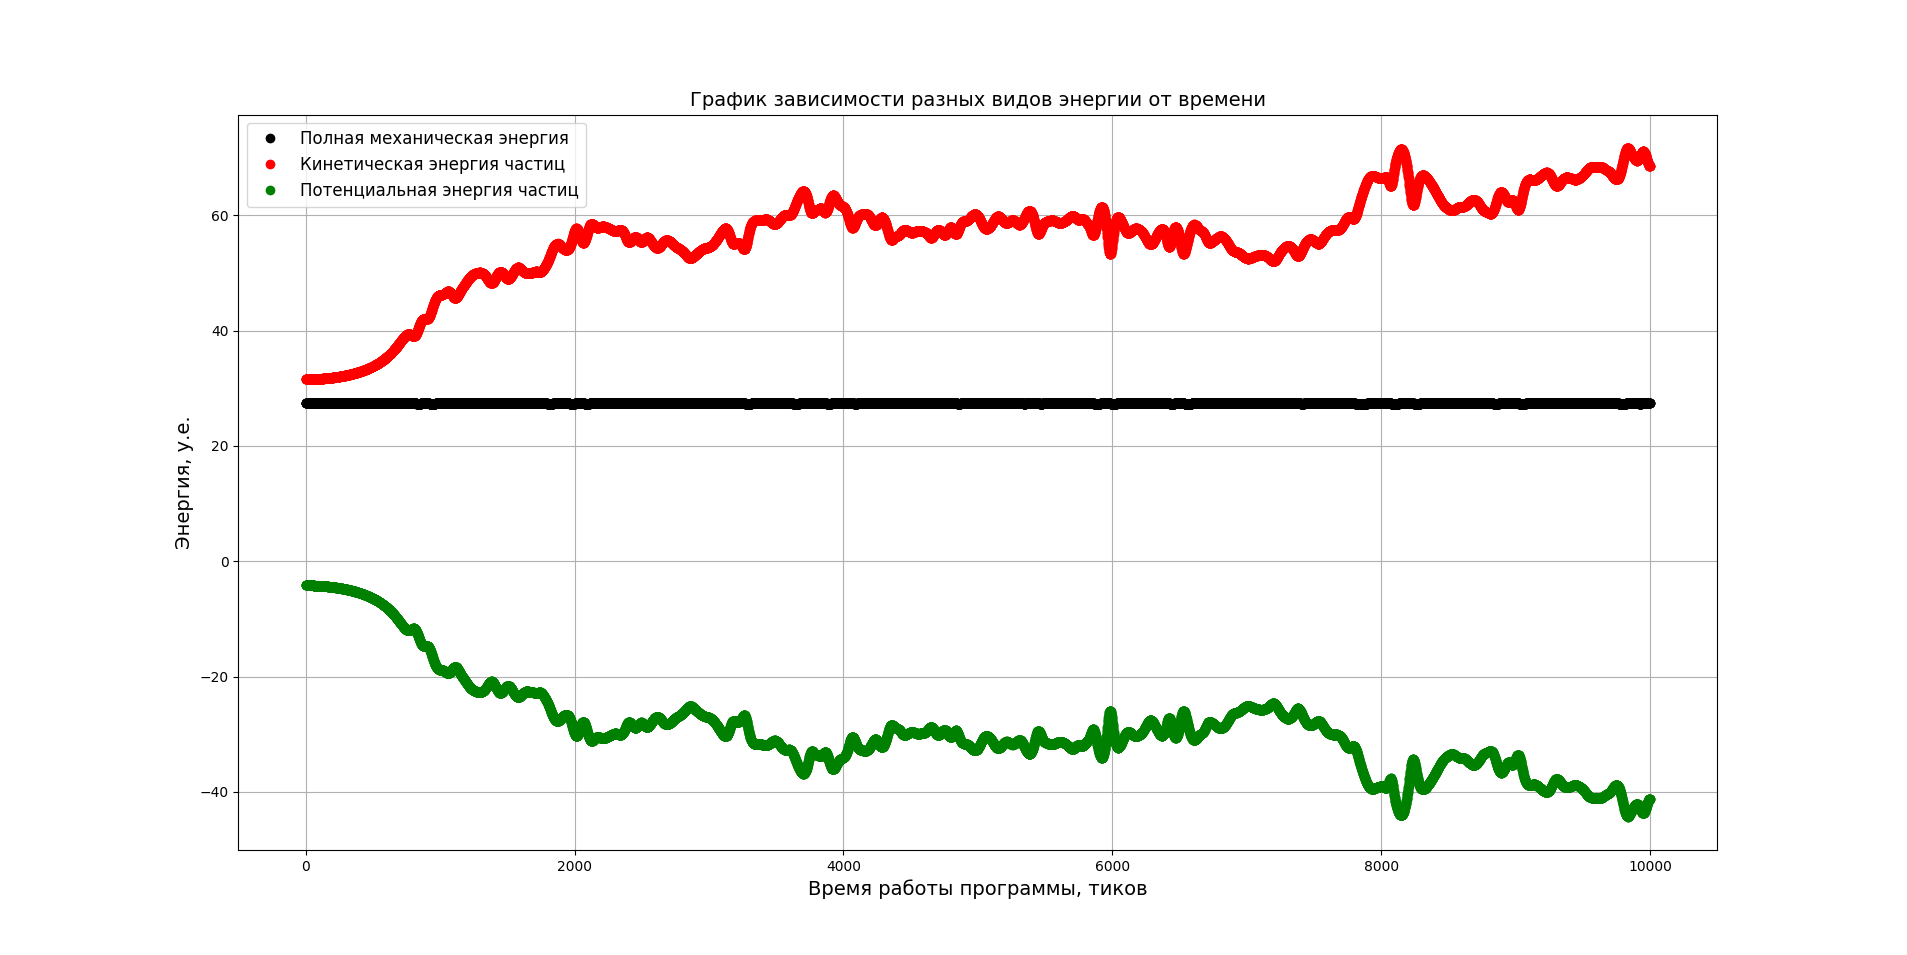 График зависимости разных видов энергии от времени
Полная механическая энергия
Кинетическая энергия частиц
Потенциальная энергия частиц
60
40
20
0
−20
−40
Энергия, у.е.
0 2000 4000 6000 8000 10000
Время работы программы, тиков